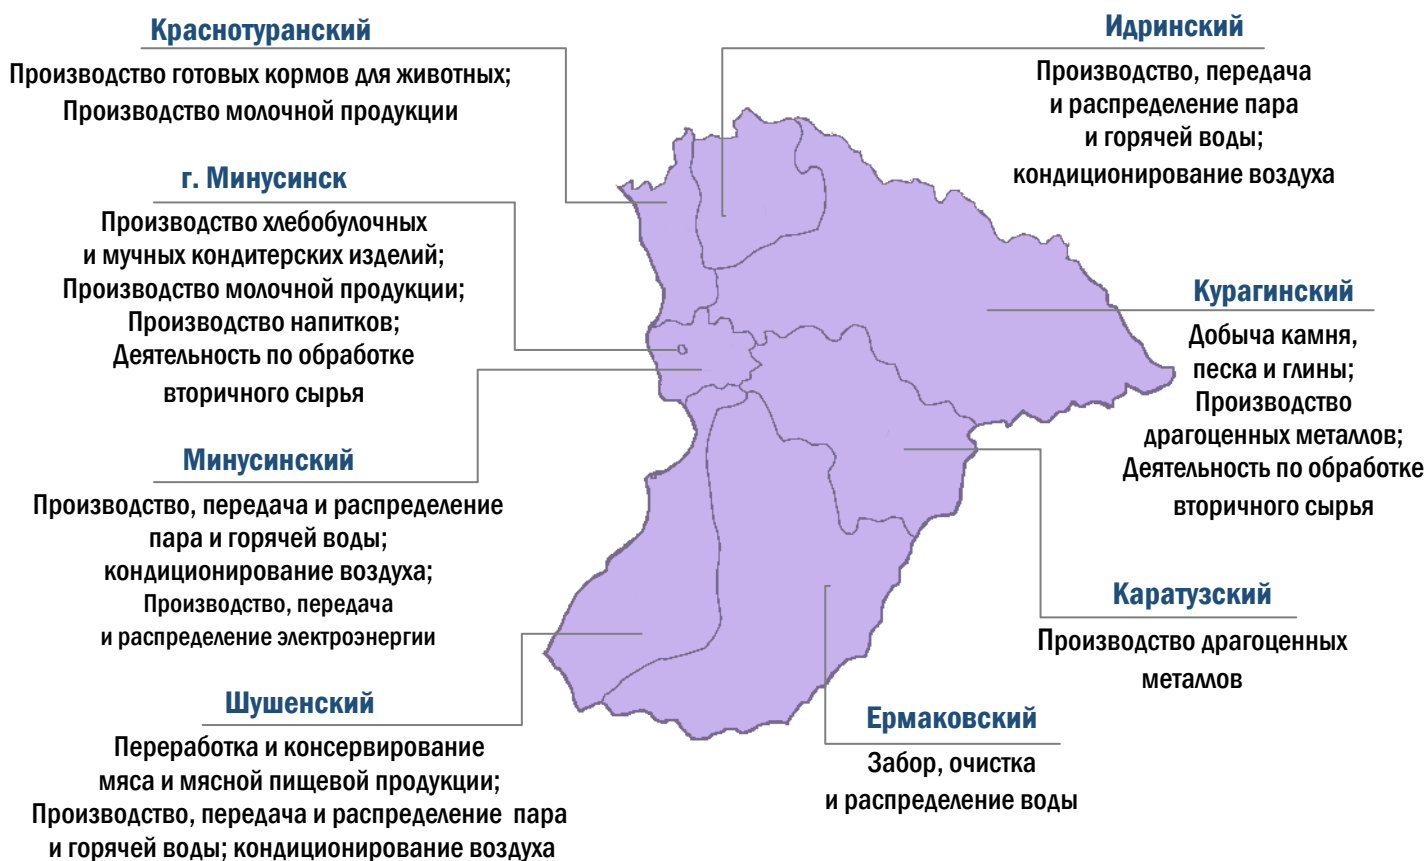 Краснотуранский
Производство готовых кормов для животных;
Производство молочной продукции
г. Минусинск
Производство хлебобулочных
и мучных кондитерских изделий;
Производство молочной продукции;
Производство напитков;
Деятельность по обработке
вторичного сырья
Минусинский
Производство, передача и распределение
пара и горячей воды;
кондиционирование воздуха;
Производство, передача
и распределение электроэнергии
Шушенский
Переработка и консервирование
мяса и мясной пищевой продукции;
Производство, передача и распределение пара
и горячей воды; кондиционирование воздуха
Идринский
Производство, передача
и распределение пара
и горячей воды;
кондиционирование воздуха
Курагинский
Добыча камня,
песка и глины;
Производство
драгоценных металлов;
Деятельность по обработке
вторичного сырья
Каратузский
Производство драгоценных
металлов
Ермаковский
Забор, очистка
и распределение воды